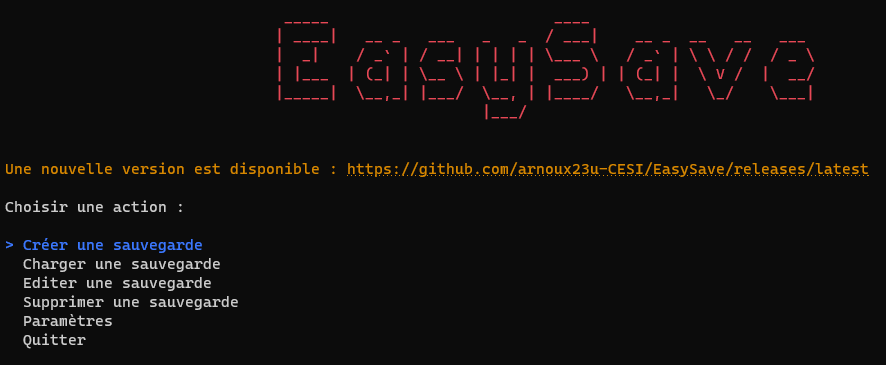 EasySave
Une nouvelle version est disponible : https://github.com/arnoux23u-CESI/EasySave/releases/latest
Choisir une action :
> Créer une sauvegarde
Charger une sauvegarde
Editer une sauvegarde
Supprimer une sauvegarde
Paramètres
Quitter